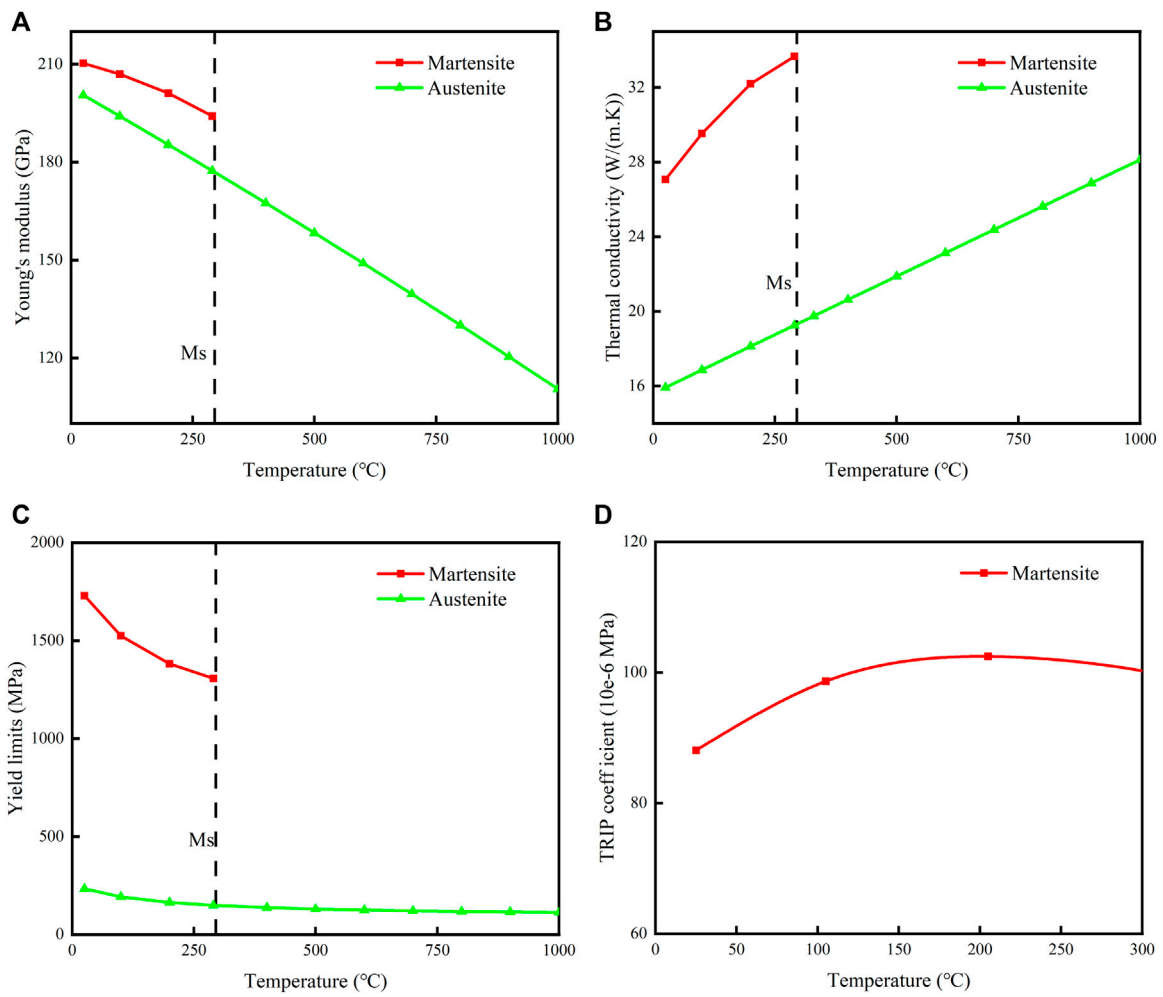 A
Martensite
Austenite
Young's modulus (GPa)
210
180
150
120
Ms
0
250
500
750
1000
Temperature (℃)
B
Martensite
Austenite
Thermal conductivity (W/(m.K))
32
28
24
20
16
Ms
0
250
500
750
1000
Temperature (℃)
C
Martensite
Austenite
Yield limits (MPa)
2000
1500
1000
500
0
Ms
0
250
500
750
1000
Temperature (℃)
D
Martensite
TRIP coeff icient (10e-6 MPa)
120
100
80
60
0
50
100
150
200
250
300
Temperature (℃)